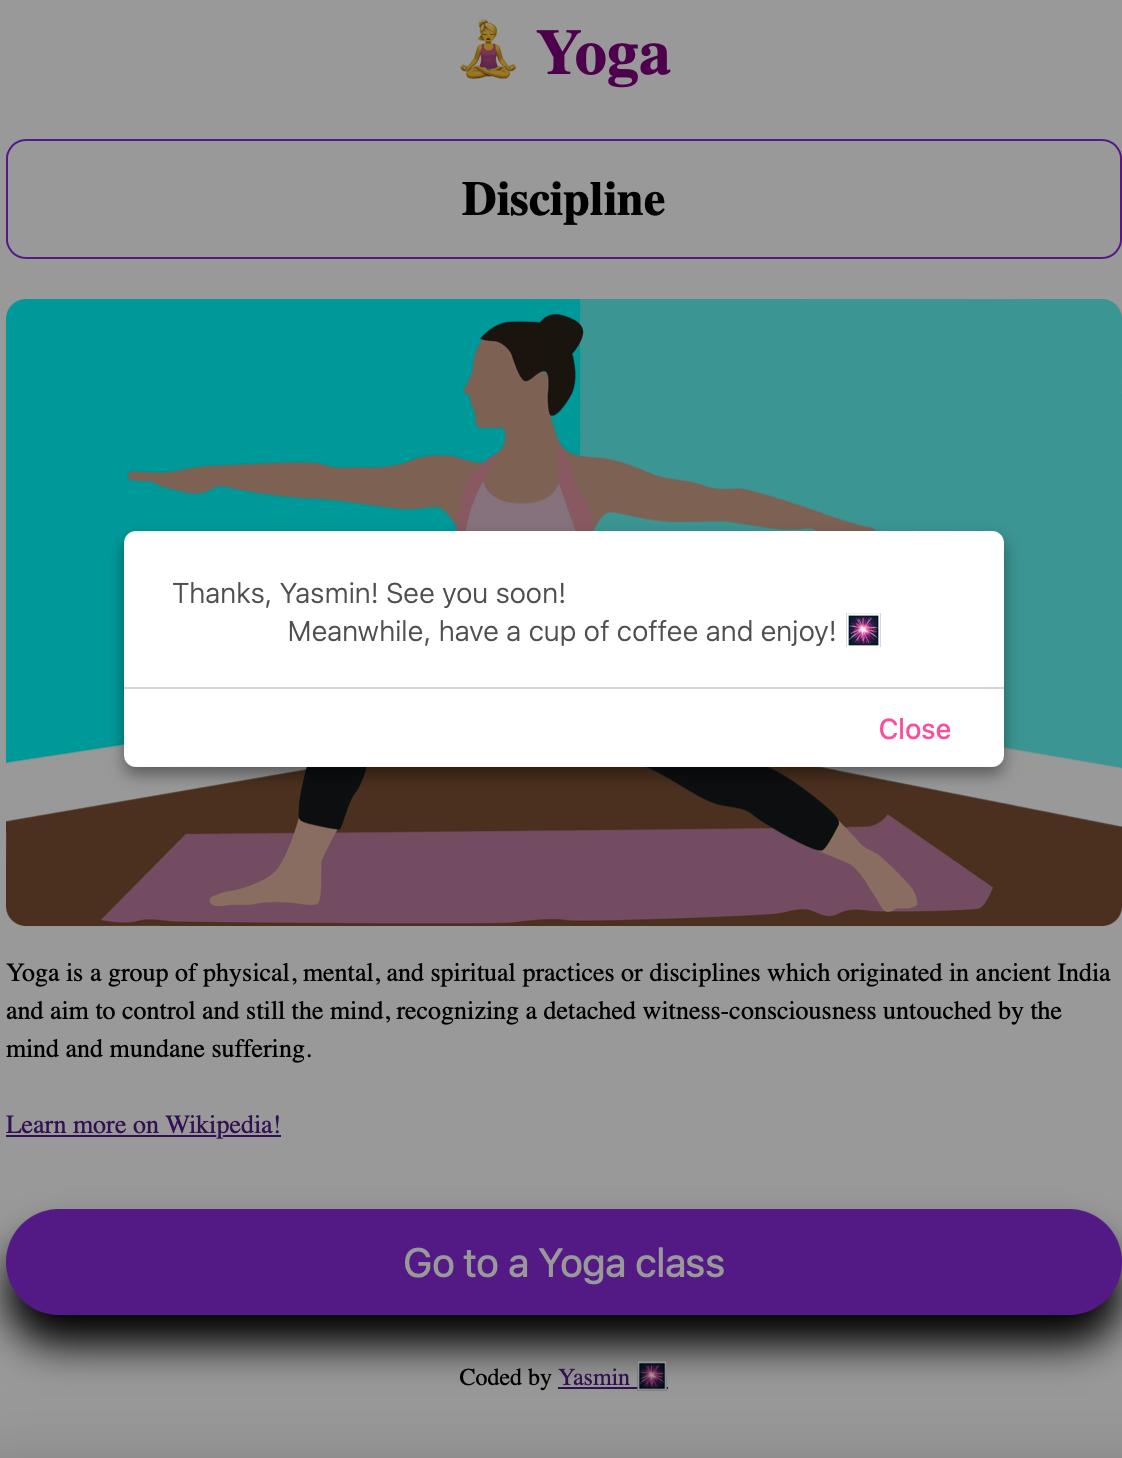 🧘‍♀️ Yoga
Discipline
Thanks, Yasmin! See you soon!
Meanwhile, have a cup of coffee and enjoy! 🎆
Close
Yoga is a group of physical, mental, and spiritual practices or disciplines which originated in ancient India
and aim to control and still the mind, recognizing a detached witness-consciousness untouched by the
mind and mundane suffering.
Learn more on Wikipedia!
Go to a Yoga class
Coded by Yasmin 🎆